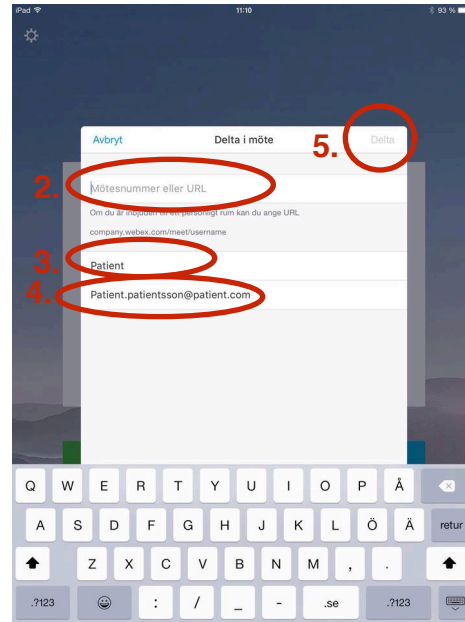 iPad 11:10 93 %
Avbryt Delta i möte 5. Delta
2. Mötesnummer eller URL
Om du är inbjuden till ett personligt rum kan du ange URL
company.webex.com/meet/username
3. Patient
4. Patient.patientsson@patient.com
Q W E R T Y U I O P Å
A S D F G H J K L Ö Ä retur
Z X C V B N M , .
.?123 : / _ - .se .?123